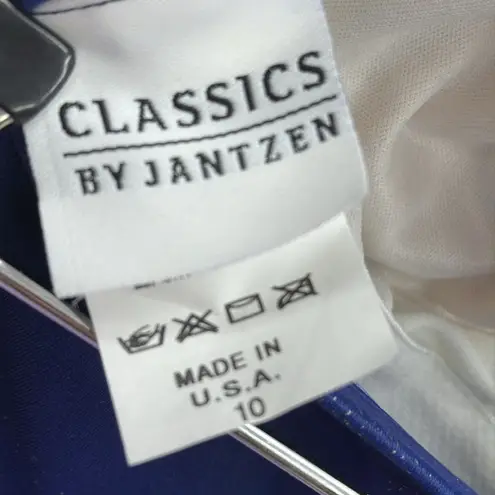 CLASSICS
BY JANTZEN
MADE IN
U.S.A.
10